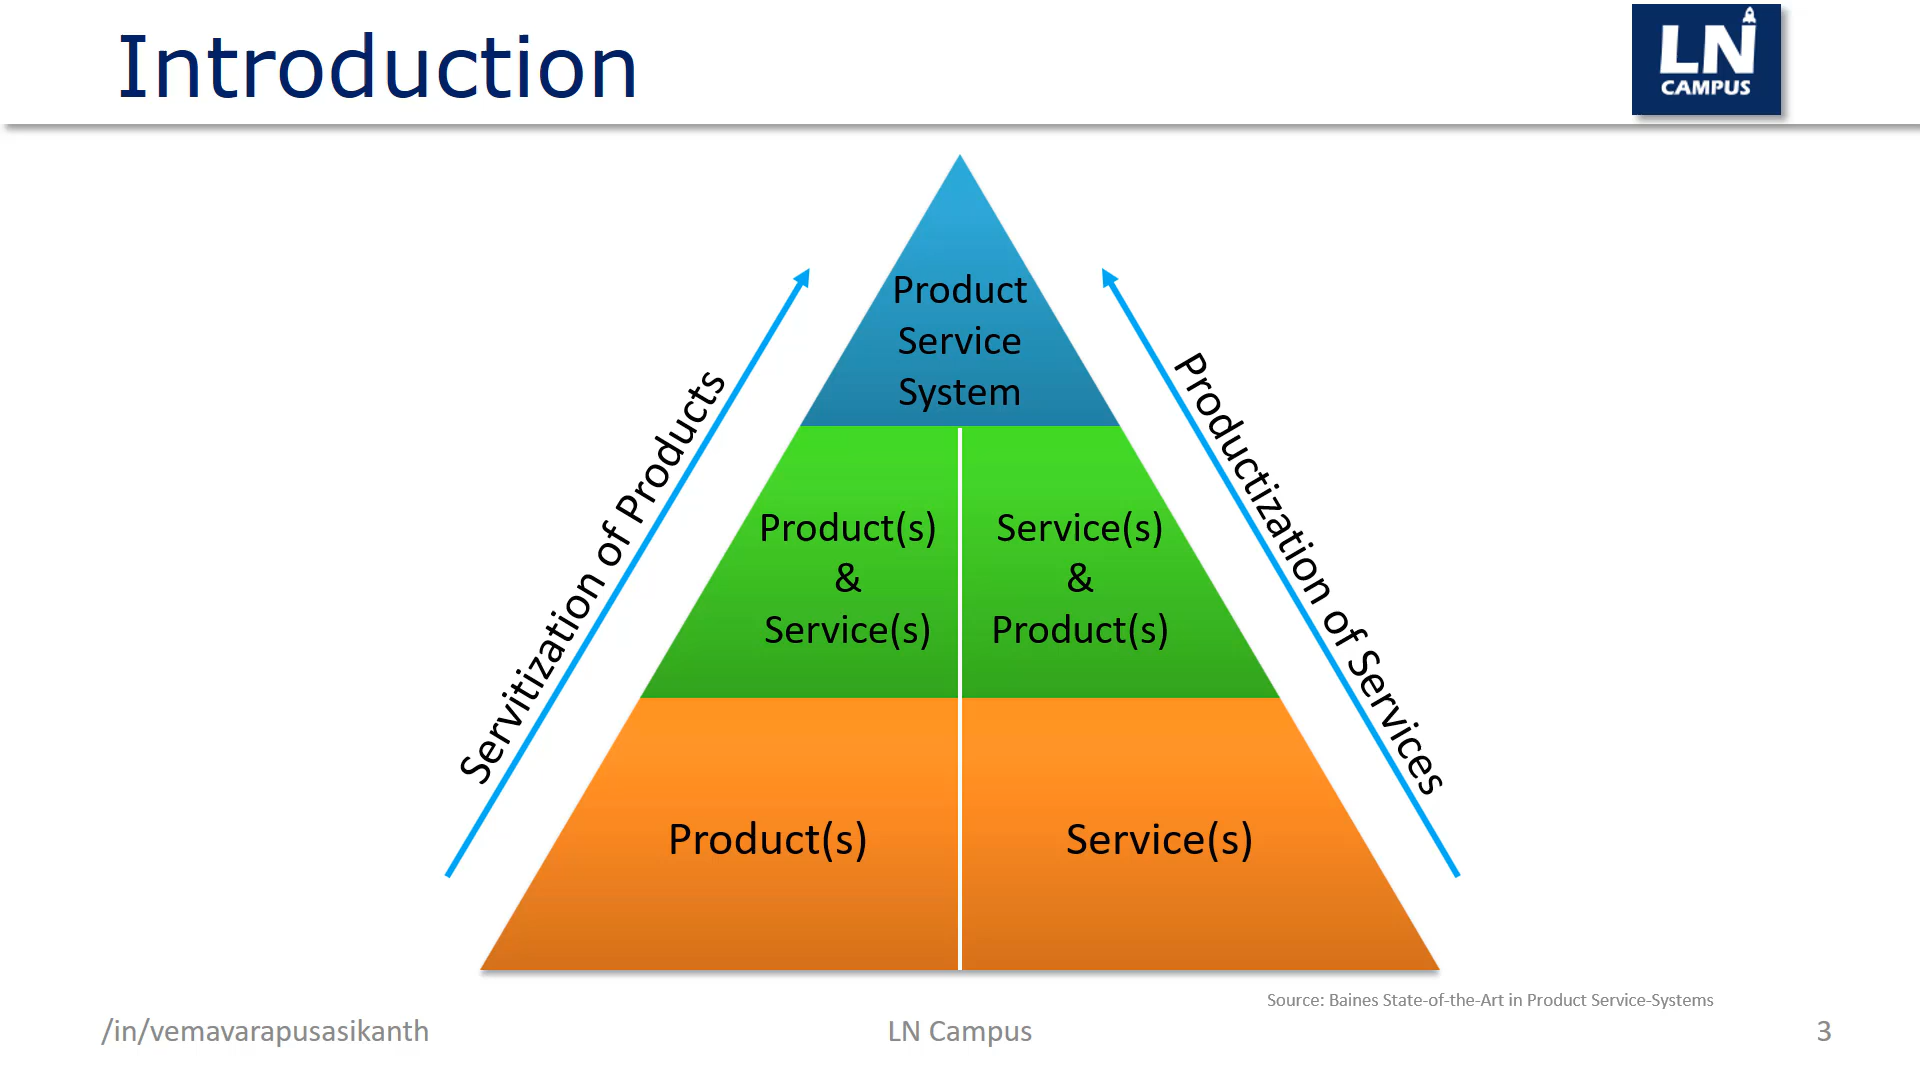 Introduction
LN
CAMPUS
Product
Service
System
Servitization of Products
Productization of Services
Product(s)
&
Service(s)
Service(s)
&
Product(s)
Product(s)
Service(s)
Source: Baines State-of-the-Art in Product Service-Systems
/in/vemavarapusasikanth
LN Campus
3